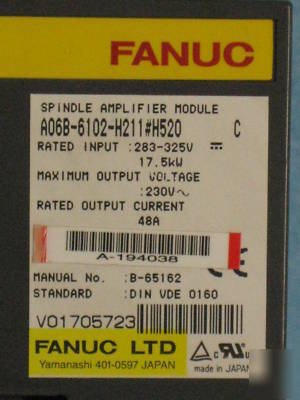 FANUC
SPINDLE AMPLIFIER MODULE
A06B-6102-H211#H520 C
RATED INPUT :283-325V ⎓
17.5kW
MAXIMUM OUTPUT VOLTAGE
:230V~
RATED OUTPUT CURRENT
48A
A-194038
MANUAL No. :B-65162
STANDARD :DIN VDE 0160
V01705723
FANUC LTD
Yamanashi 401-0597 JAPAN
made in JAPAN